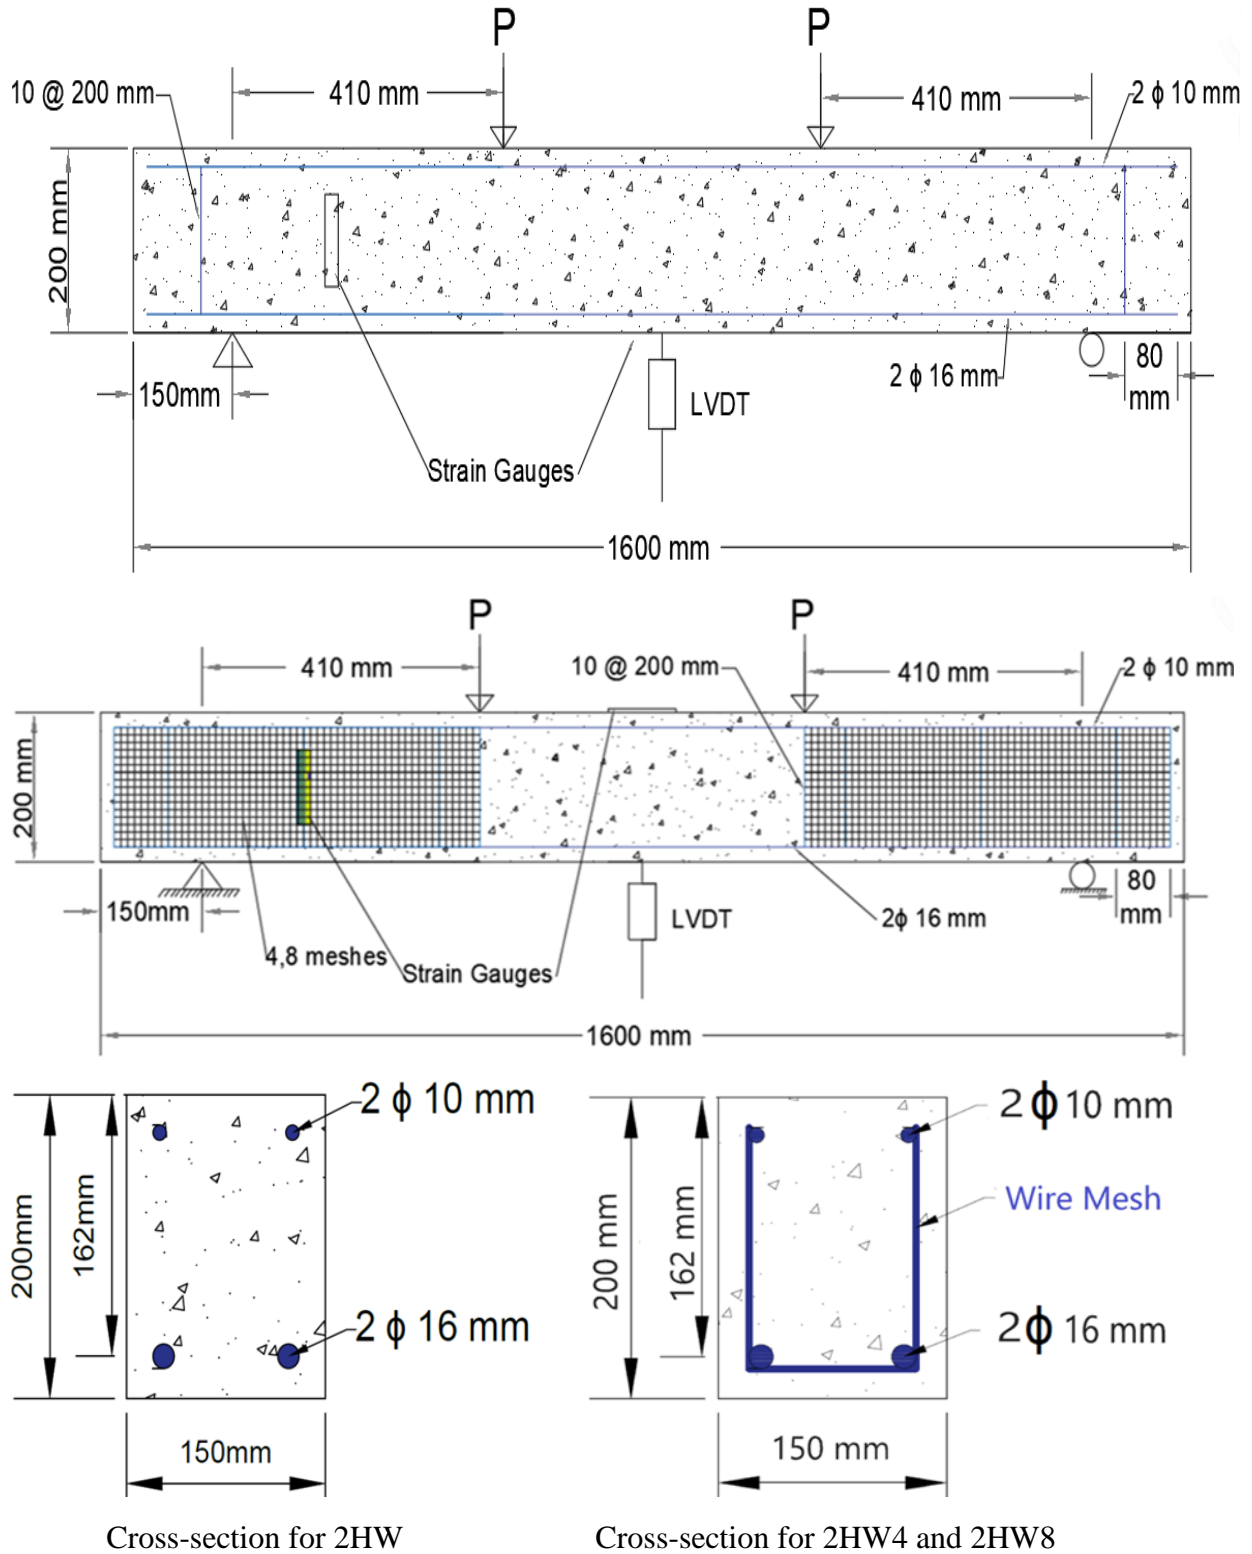 P P
10 @ 200 mm 410 mm 410 mm 2 ϕ 10 mm
200 mm
150mm 2 ϕ 16 mm 80 mm
LVDT
Strain Gauges
1600 mm
P P
410 mm 10 @ 200 mm 410 mm 2 ϕ 10 mm
200 mm
150mm LVDT 2ϕ 16 mm 80 mm
4,8 meshes Strain Gauges
1600 mm
2 ϕ 10 mm
200mm
162mm
2 ϕ 16 mm
150mm
2ϕ 10 mm
Wire Mesh
200 mm
162 mm
2ϕ 16 mm
150 mm
Cross-section for 2HW
Cross-section for 2HW4 and 2HW8